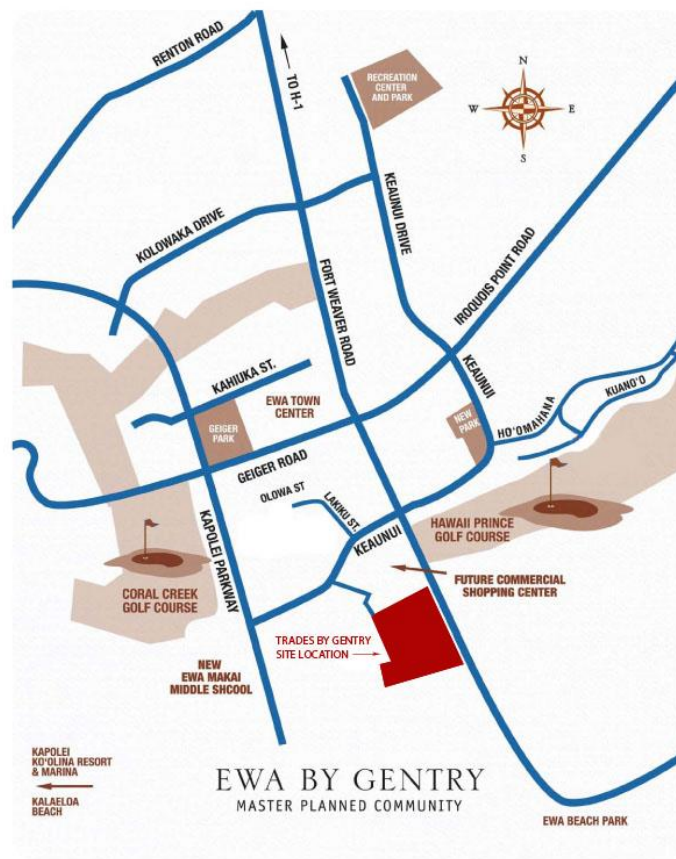 RENTON ROAD
TO H-1
RECREATION
CENTER
AND PARK
N
W
E
S
KOLOWAKA DRIVE
KEAUNUI DRIVE
FORT WEAVER ROAD
IROQUOIS POINT ROAD
KEAUNUI
KAHIUKA ST.
EWA TOWN
CENTER
GEIGER
PARK
NEW
PARK
HO'OMAHANA
KUANO'O
GEIGER ROAD
OLOWA ST
LAKIKU ST.
KEAUNUI
HAWAII PRINCE
GOLF COURSE
KAPOLEI PARKWAY
CORAL CREEK
GOLF COURSE
FUTURE COMMERCIAL
SHOPPING CENTER
TRADES BY GENTRY
SITE LOCATION
NEW
EWA MAKAI
MIDDLE SHCOOL
KAPOLEI
KO'OLINA RESORT
& MARINA
KALAELOA
BEACH
EWA BY GENTRY
MASTER PLANNED COMMUNITY
EWA BEACH PARK